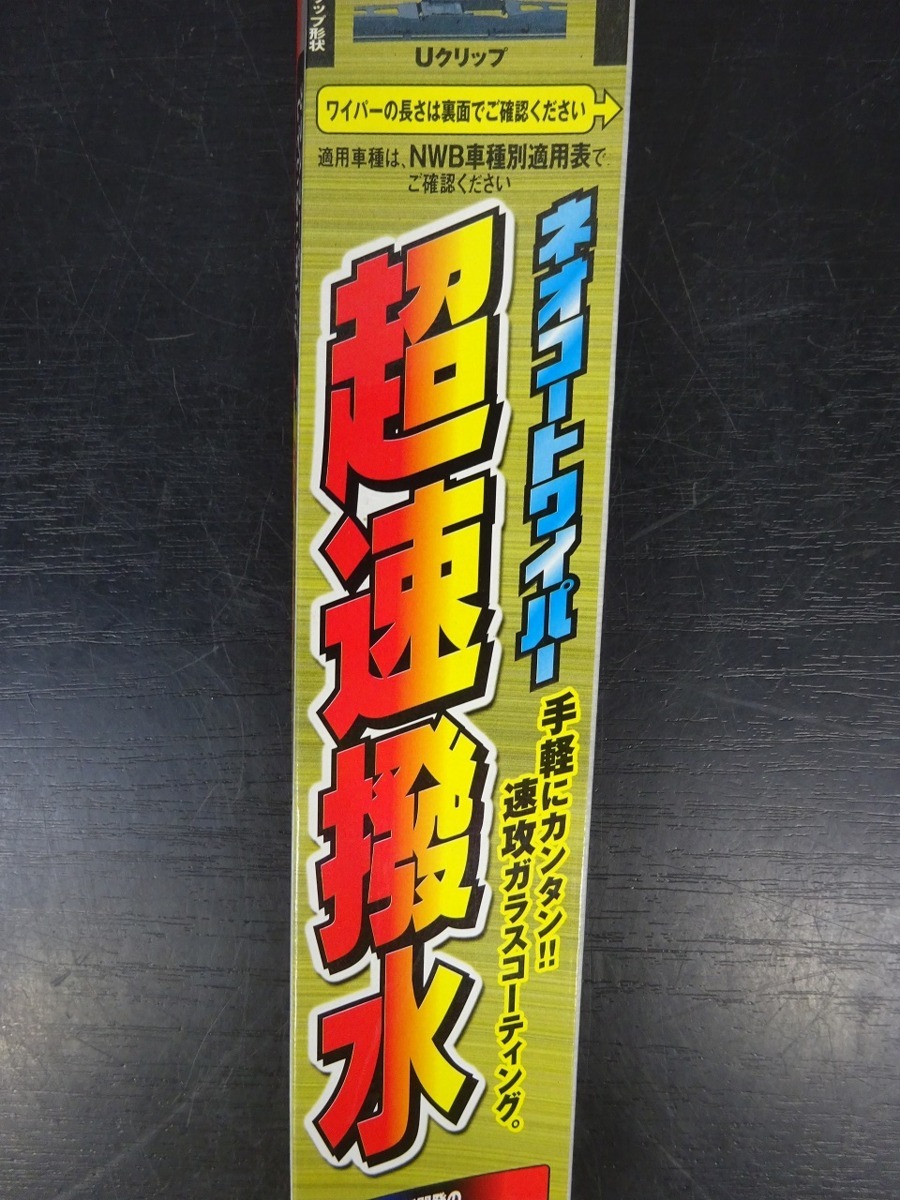 ップ形状
Uクリップ
ワイパーの長さは裏面でご確認ください
適用車種は、NWB車種別適用表で
ご確認ください
ネオコートワイパー
超速撥水
手軽にカンタン!!
速攻ガラスコーティング。